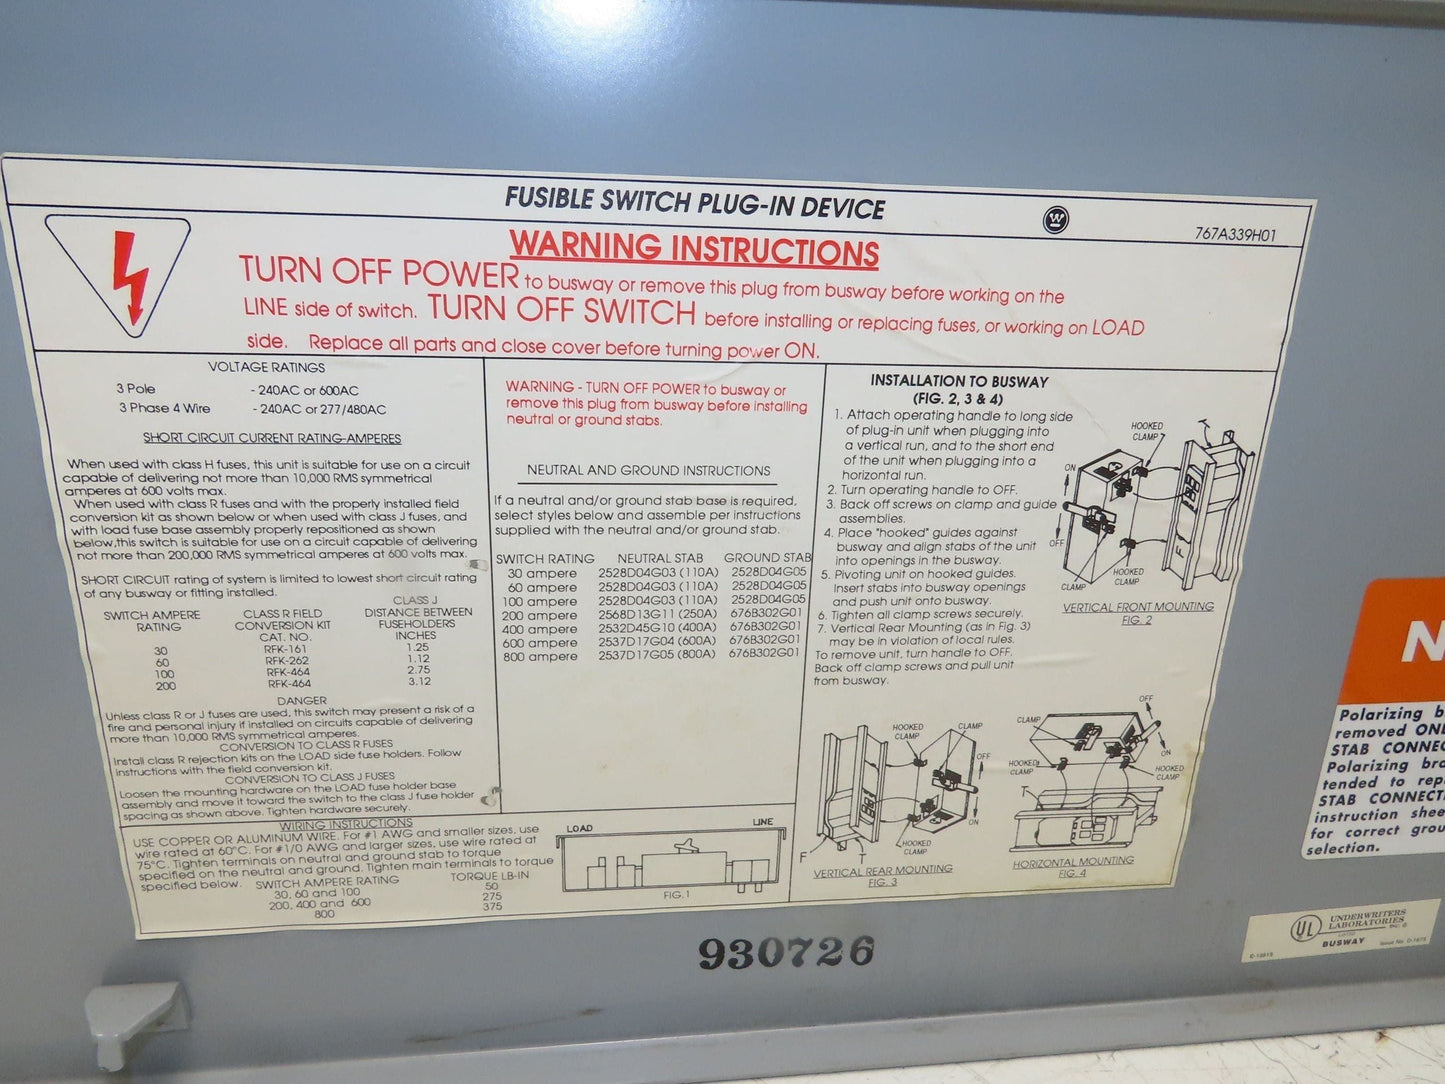 FUSIBLE SWITCH PLUG-IN DEVICE
W
767A339H01
WARNING INSTRUCTIONS
TURN OFF POWER to busway or remove this plug from busway before working on the
LINE side of switch. TURN OFF SWITCH before installing or replacing fuses, or working on LOAD
side. Replace all parts and close cover before turning power ON.
VOLTAGE RATINGS
3 Pole - 240AC or 600AC
3 Phase 4 Wire - 240AC or 277/480AC
SHORT CIRCUIT CURRENT RATING-AMPERES
When used with class H fuses, this unit is suitable for use on a circuit
capable of delivering not more than 10,000 RMS symmetrical
amperes at 600 volts max.
When used with class R fuses and with the properly installed field
conversion kit as shown below or when used with class J fuses, and
with load fuse base assembly properly repositioned as shown
below, this switch is suitable for use on a circuit capable of delivering
not more than 200,000 RMS symmetrical amperes at 600 volts max.
SHORT CIRCUIT rating of system is limited to lowest short circuit rating
of any busway or fitting installed.
SWITCH AMPERE RATING
CLASS R FIELD CONVERSION KIT CAT. NO.
CLASS J DISTANCE BETWEEN FUSEHOLDERS INCHES
30 RFK-161 1.25
60 RFK-262 1.12
100 RFK-464 2.75
200 RFK-464 3.12
DANGER
Unless class R or J fuses are used, this switch may present a risk of a
fire and personal injury if installed on circuits capable of delivering
more than 10,000 RMS symmetrical amperes.
CONVERSION TO CLASS R FUSES
Install class R rejection kits on the LOAD side fuse holders. Follow
instructions with the field conversion kit.
CONVERSION TO CLASS J FUSES
Loosen the mounting hardware on the LOAD fuse holder base
assembly and move it toward the switch to the class J fuse holder
spacing as shown above. Tighten hardware securely.
WIRING INSTRUCTIONS
USE COPPER OR ALUMINUM WIRE. For #1 AWG and smaller sizes, use
wire rated at 60°C. For #1/0 AWG and larger sizes, use wire rated at
75°C. Tighten terminals on neutral and ground stab to torque
specified on the neutral and ground. Tighten main terminals to torque
specified below.
SWITCH AMPERE RATING TORQUE LB-IN
30, 60 and 100 50
200, 400 and 600 275
800 375
WARNING - TURN OFF POWER to busway or
remove this plug from busway before installing
neutral or ground stabs.
NEUTRAL AND GROUND INSTRUCTIONS
If a neutral and/or ground stab base is required,
select styles below and assemble per instructions
supplied with the neutral and/or ground stab.
SWITCH RATING NEUTRAL STAB GROUND STAB
30 ampere 2528D04G03 (110A) 2528D04G05
60 ampere 2528D04G03 (110A) 2528D04G05
100 ampere 2528D04G03 (110A) 2528D04G05
200 ampere 2568D13G11 (250A) 676B302G01
400 ampere 2532D45G10 (400A) 676B302G01
600 ampere 2537D17G04 (600A) 676B302G01
800 ampere 2537D17G05 (800A) 676B302G01
LOAD LINE
FIG. 1
INSTALLATION TO BUSWAY
(FIG. 2, 3 & 4)
1. Attach operating handle to long side
of plug-in unit when plugging into
a vertical run, and to the short end
of the unit when plugging into a
horizontal run.
2. Turn operating handle to OFF.
3. Back off screws on clamp and guide
assemblies.
4. Place "hooked" guides against
busway and align stabs of the unit
into openings in the busway.
5. Pivoting unit on hooked guides.
Insert stabs into busway openings
and push unit onto busway.
6. Tighten all clamp screws securely.
7. Vertical Rear Mounting (as in Fig. 3)
may be in violation of local rules.
To remove unit, turn handle to OFF.
Back off clamp screws and pull unit
from busway.
HOOKED CLAMP
T
ON
OFF
F
CLAMP
HOOKED CLAMP
VERTICAL FRONT MOUNTING
FIG. 2
HOOKED CLAMP
CLAMP
OFF
ON
HOOKED CLAMP
F
T
VERTICAL REAR MOUNTING
FIG. 3
OFF
CLAMP
ON
HOOKED CLAMP
HOOKED CLAMP
T
HORIZONTAL MOUNTING
FIG. 4
930726
N
Polarizing b
removed ONL
STAB CONNEC
Polarizing bra
tended to rep
STAB CONNECTI
instruction shee
for correct grou
selection.
UL
UNDERWRITERS
LABORATORIES
INC. ®
LISTED
BUSWAY
Issue No. D-1675